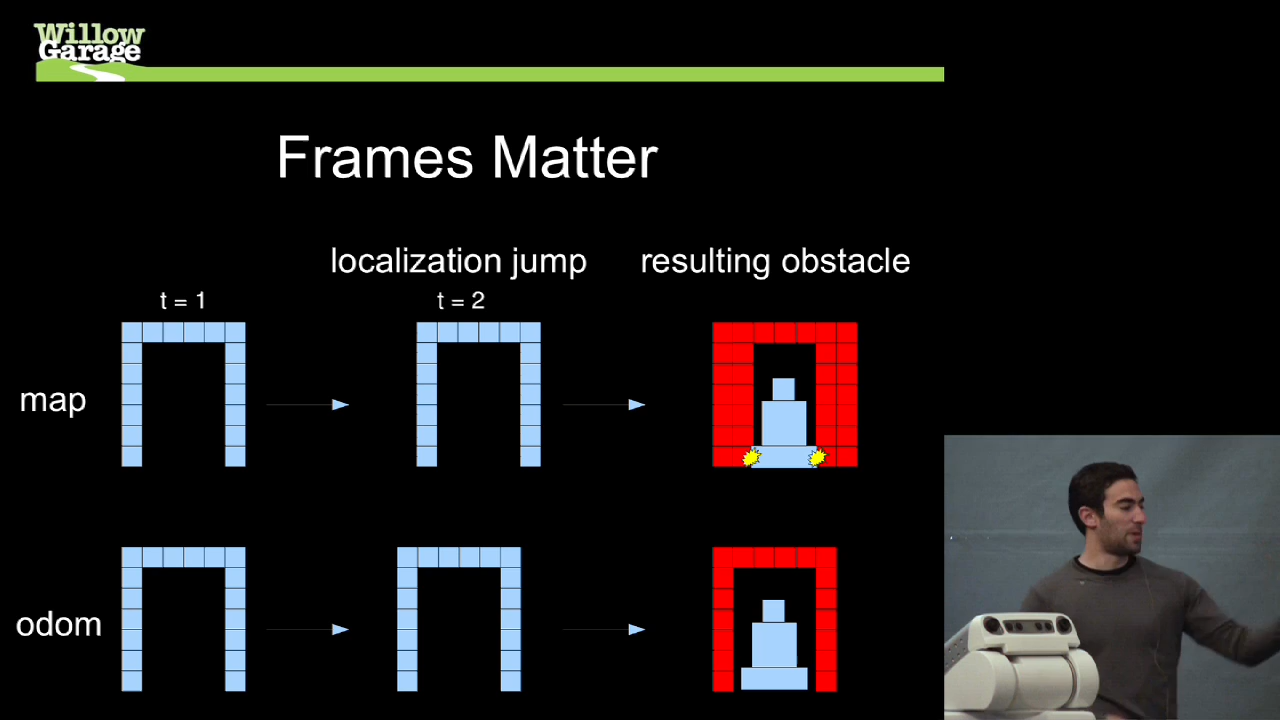 Willow
Garage
Frames Matter
localization jump
resulting obstacle
t = 1
t = 2
map
odom